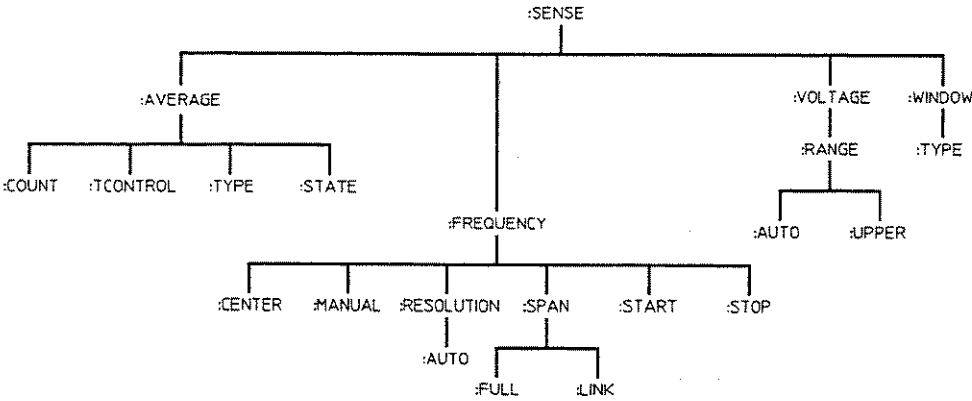 :SENSE
:AVERAGE :VOLTAGE :WINDOW
:RANGE :TYPE
:COUNT :TCONTROL :TYPE :STATE
:FREQUENCY :AUTO :UPPER
:CENTER :MANUAL :RESOLUTION :SPAN :START :STOP
:AUTO
:FULL :LINK